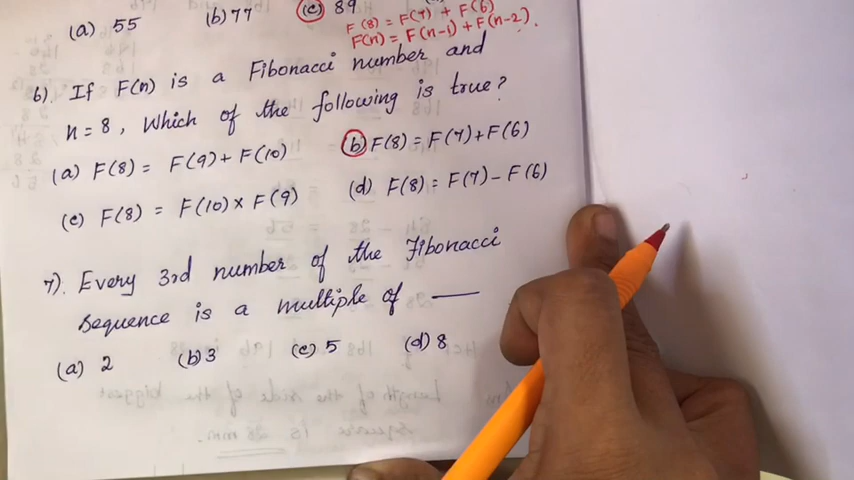 (a) 55 (b) 77 (c) 89
F(8) = F(7) + F(6)
F(n) = F(n-1) + F(n-2).
6). If F(n) is a Fibonacci number and
n = 8, Which of the following is true?
(a) F(8) = F(9) + F(10) (b) F(8) = F(7) + F(6)
(c) F(8) = F(10) x F(9) (d) F(8) = F(7) - F(6)
7). Every 3rd number of the Fibonacci
Sequence is a multiple of ___
(a) 2 (b) 3 (c) 5 (d) 8